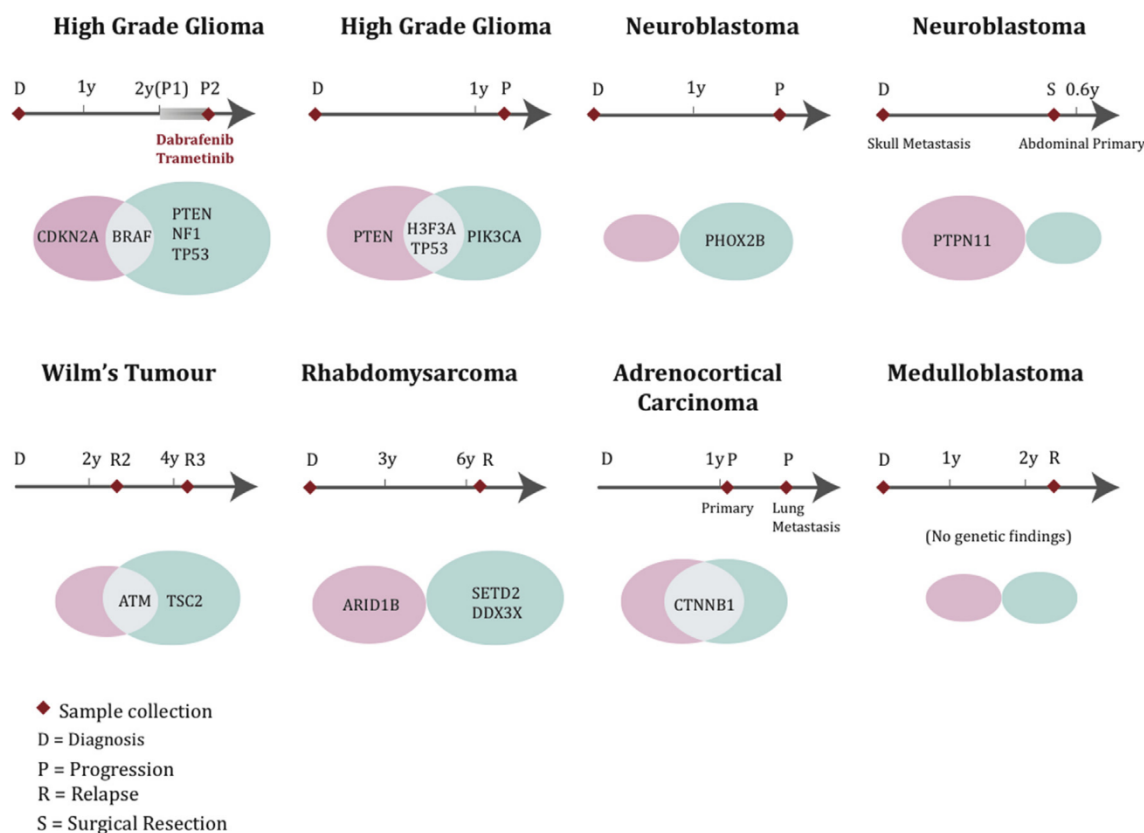 High Grade Glioma
High Grade Glioma
Neuroblastoma
Neuroblastoma
D 1y 2y(P1) P2
Dabrafenib
Trametinib
D 1y P
D 1y P
D S 0.6y
Skull Metastasis Abdominal Primary
CDKN2A BRAF
PTEN
NF1
TP53
PTEN
H3F3A
TP53
PIK3CA
PHOX2B
PTPN11
Wilm's Tumour
Rhabdomysarcoma
Adrenocortical
Carcinoma
Medulloblastoma
D 2y R2 4y R3
D 3y 6y R
D 1y P P
Primary
Lung
Metastasis
D 1y 2y R
(No genetic findings)
ATM TSC2
ARID1B
SETD2
DDX3X
CTNNB1
Sample collection
D = Diagnosis
P = Progression
R = Relapse
S = Surgical Resection